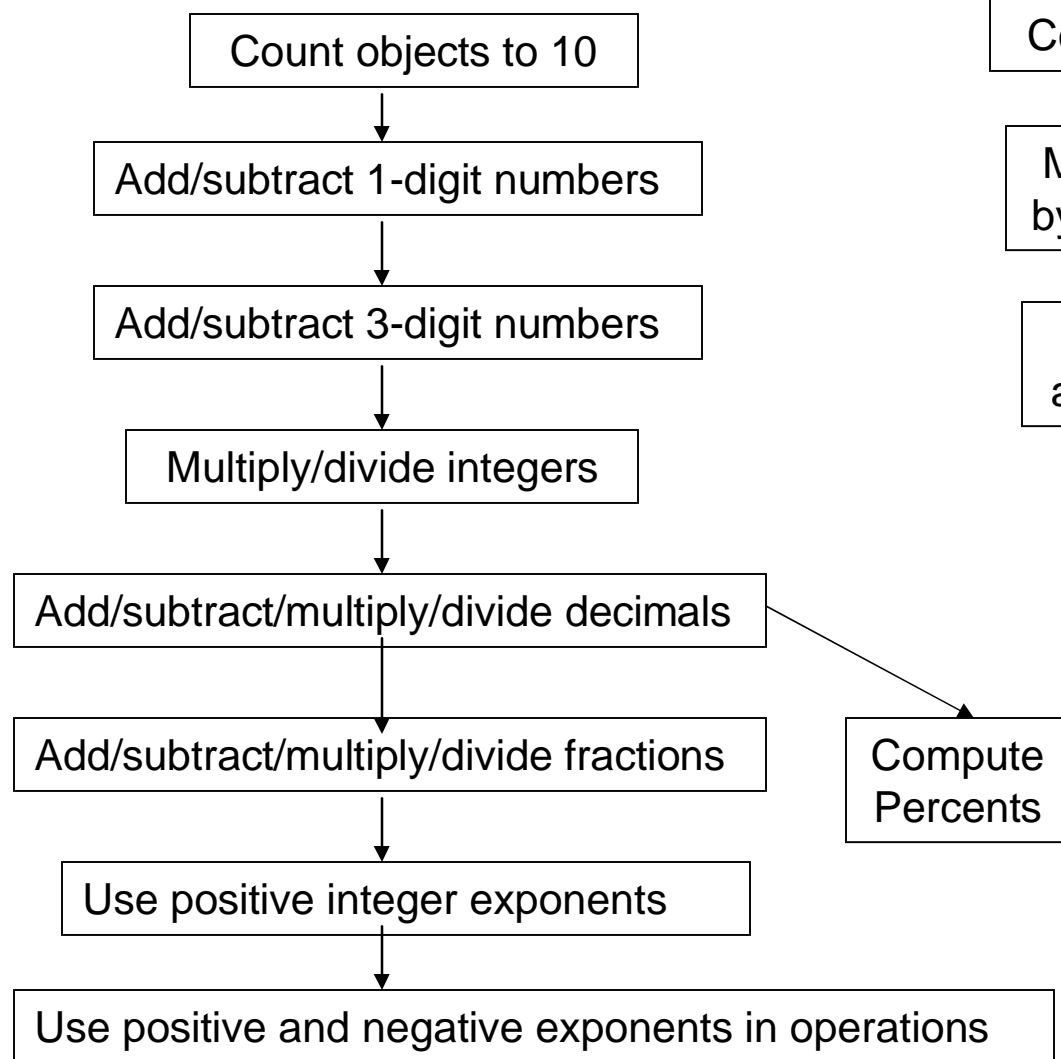 Count objects to 10
Add/subtract 1-digit numbers
by
Add/subtract 3-digit numbers
Multiply/divide integers
Add/subtract/multiply/divide decimals
Add/subtract/multiply/divide fractions
Compute
Percents
Use positive integer exponents
Use positive and negative exponents in operations